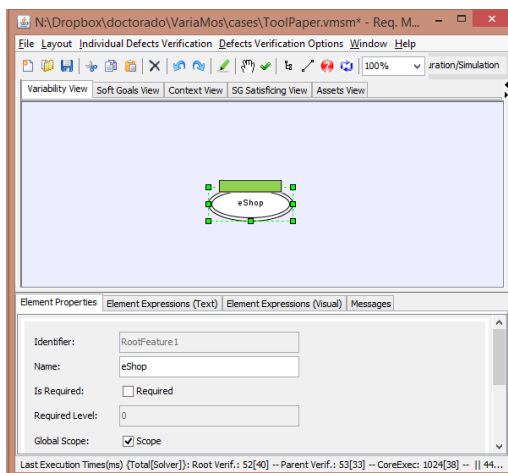 N:\Dropbox\doctorado\VariaMos\cases\ToolPaper.vmsm* - Req. M...
File Layout Individual Defects Verification Defects Verification Options Window Help
100% uration/Simulation
Variability View Soft Goals View Context View SG Satisficing View Assets View
eShop
Element Properties Element Expressions (Text) Element Expressions (Visual) Messages
Identifier: RootFeature1
Name: eShop
Is Required: Required
Required Level: 0
Global Scope: Scope
Last Execution Times(ms) {Total[Solver]}: Root Verif.: 52[40] -- Parent Verif.: 53[33] -- CoreExec: 1024[38] -- || 44...